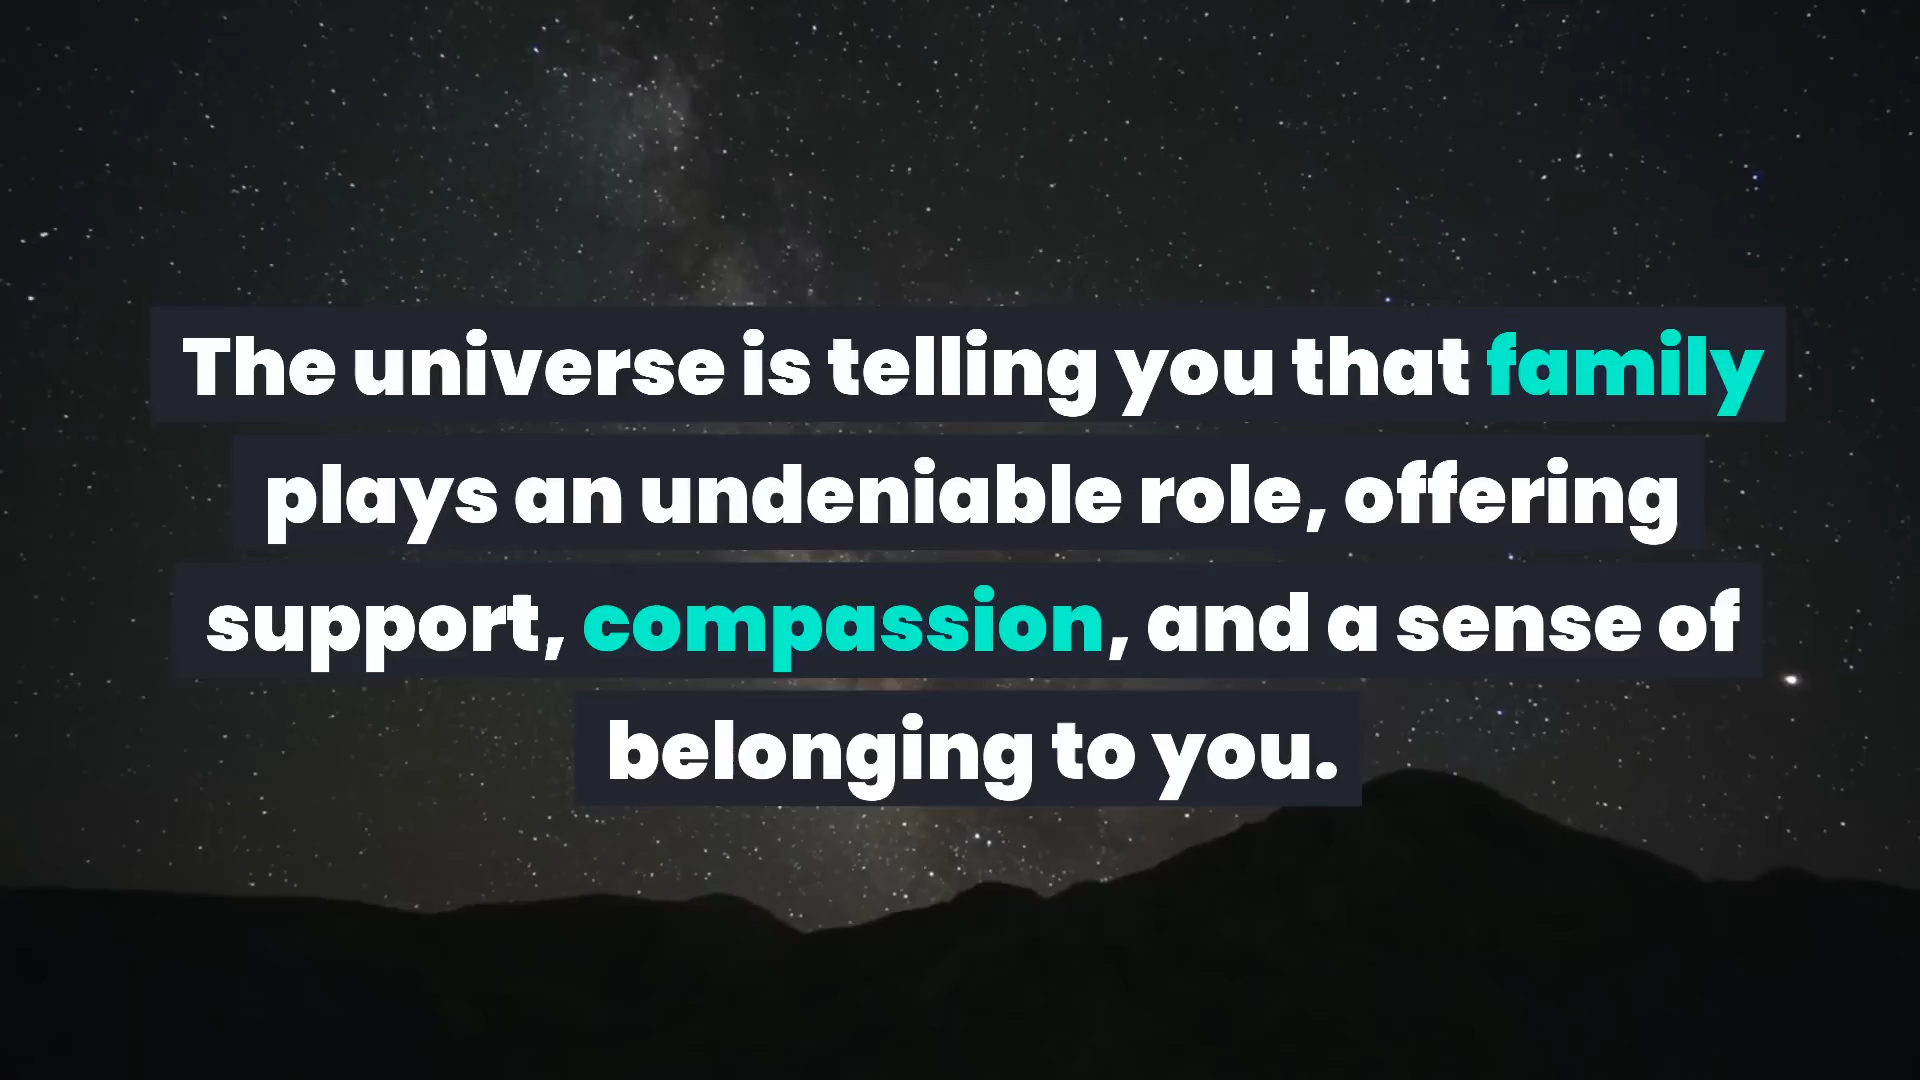 The universe is telling you that family
plays an undeniable role, offering
support, compassion, and a sense of
belonging to you.